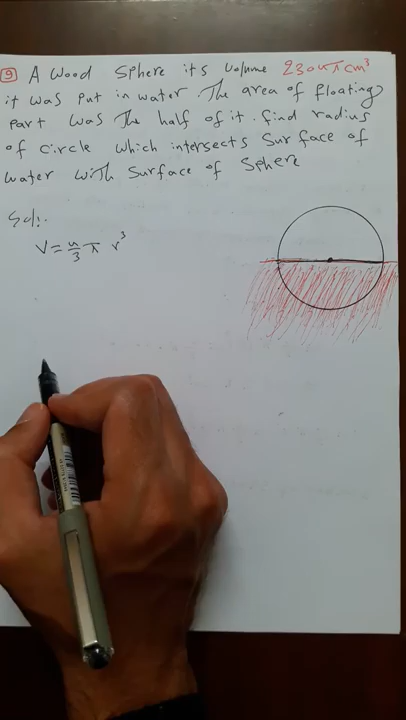 9 A wood sphere its volume 2304π cm³
it was put in water. The area of floating
part was The half of it. find radius
of circle which intersects surface of
water with surface of sphere
Sol:
V = 4/3 π r³